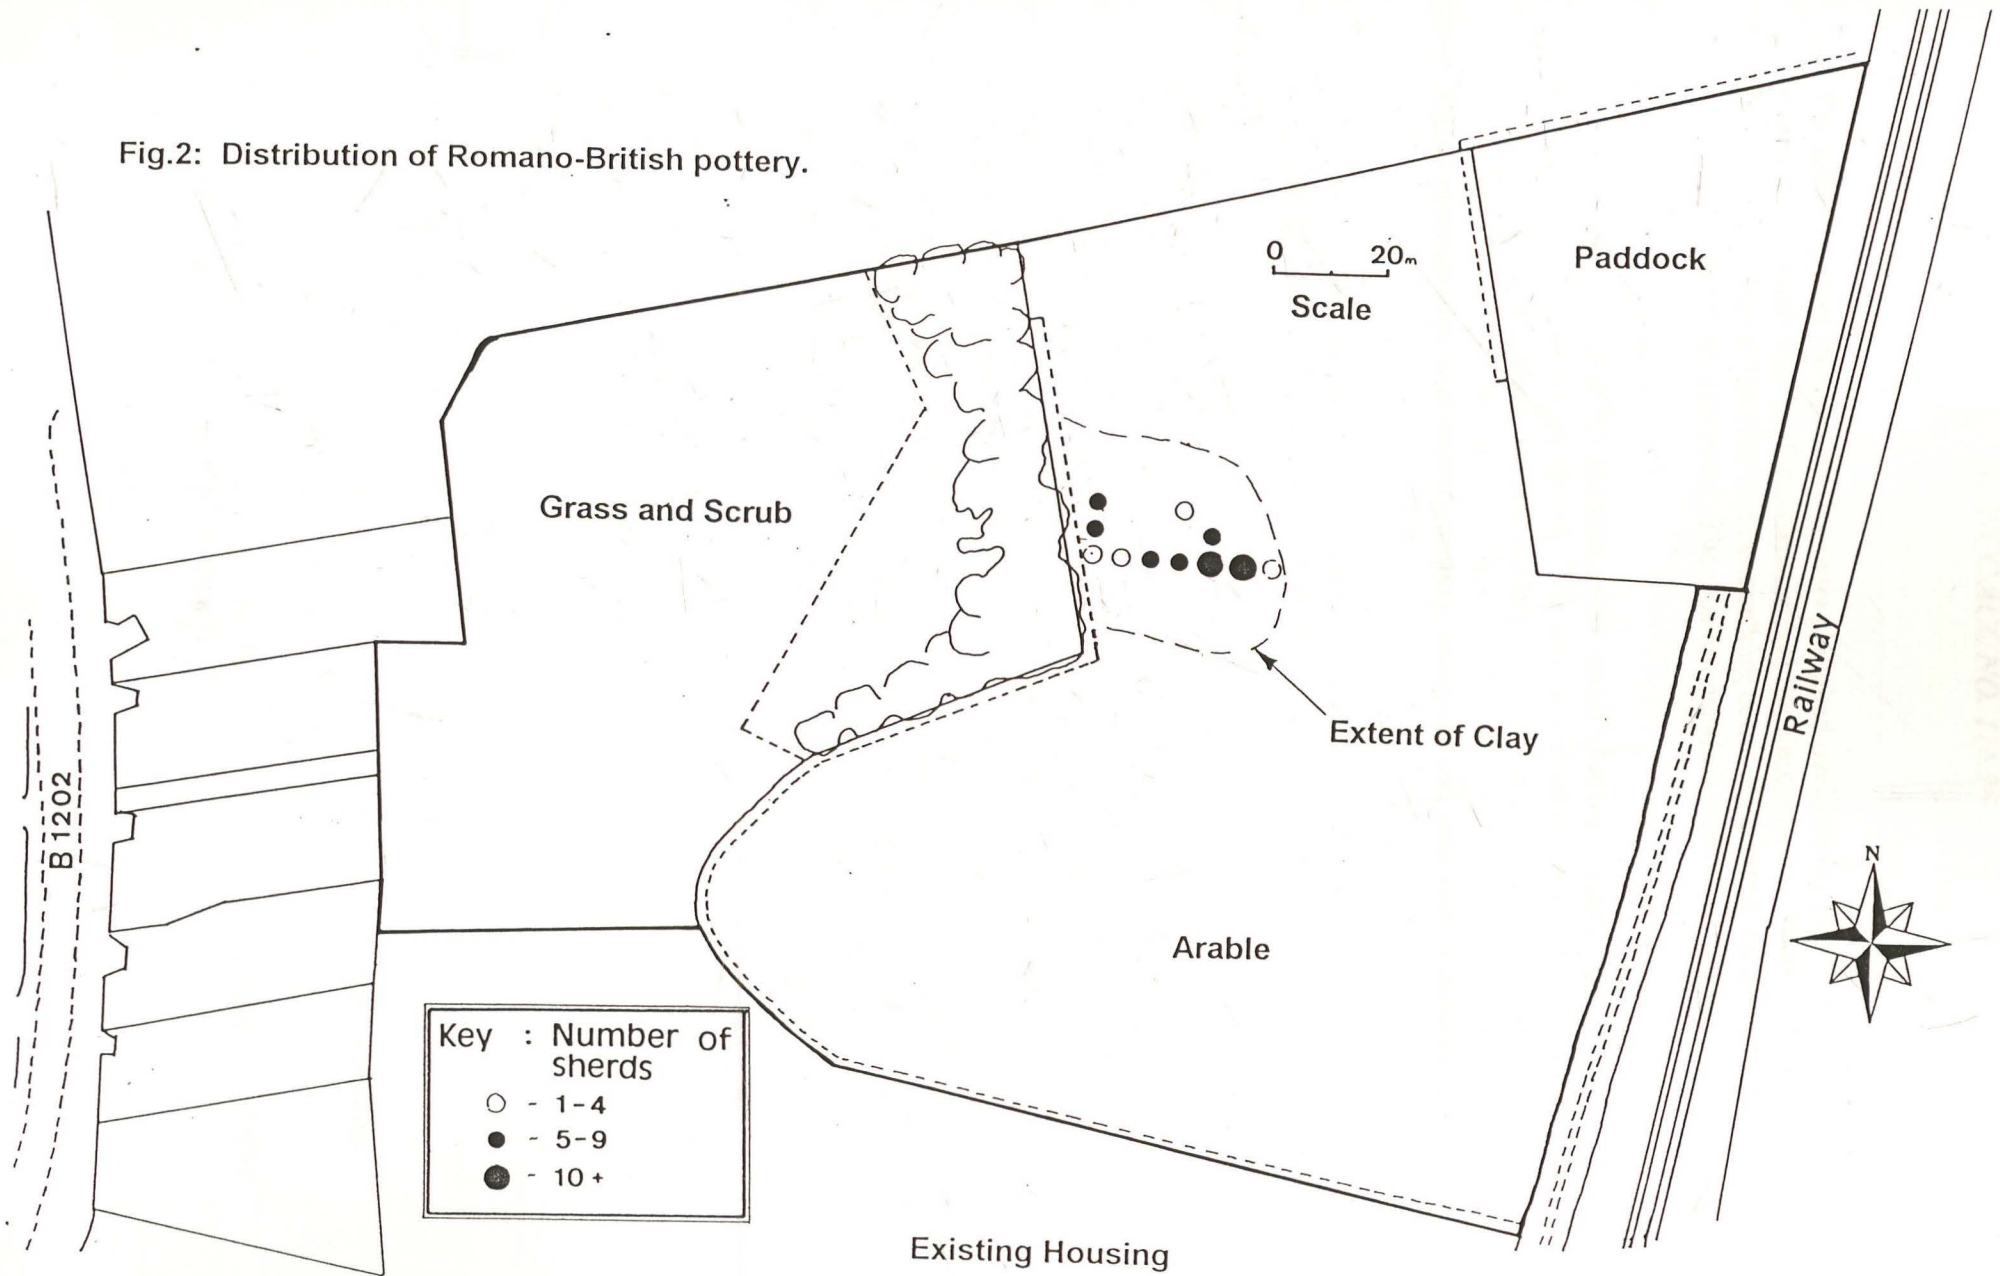 Fig.2: Distribution of Romano-British pottery.
0 20m
Scale
Paddock
Grass and Scrub
Railway
Extent of Clay
B1202
N
Arable
Key : Number of
sherds
- 1-4
- 5-9
- 10+
Existing Housing